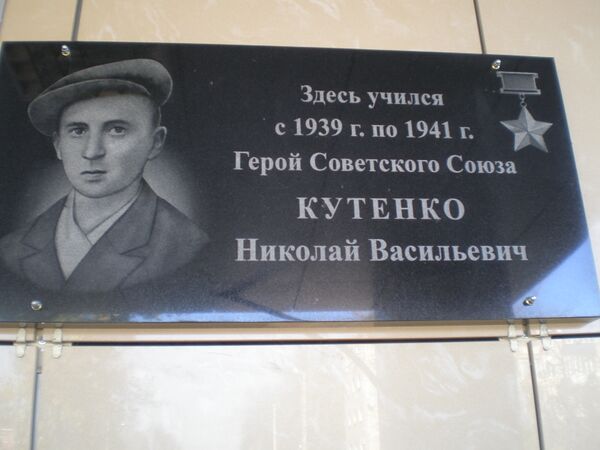 Здесь учился
с 1939 г. по 1941 г.
Герой Советского Союза
КУТЕНКО
Николай Васильевич